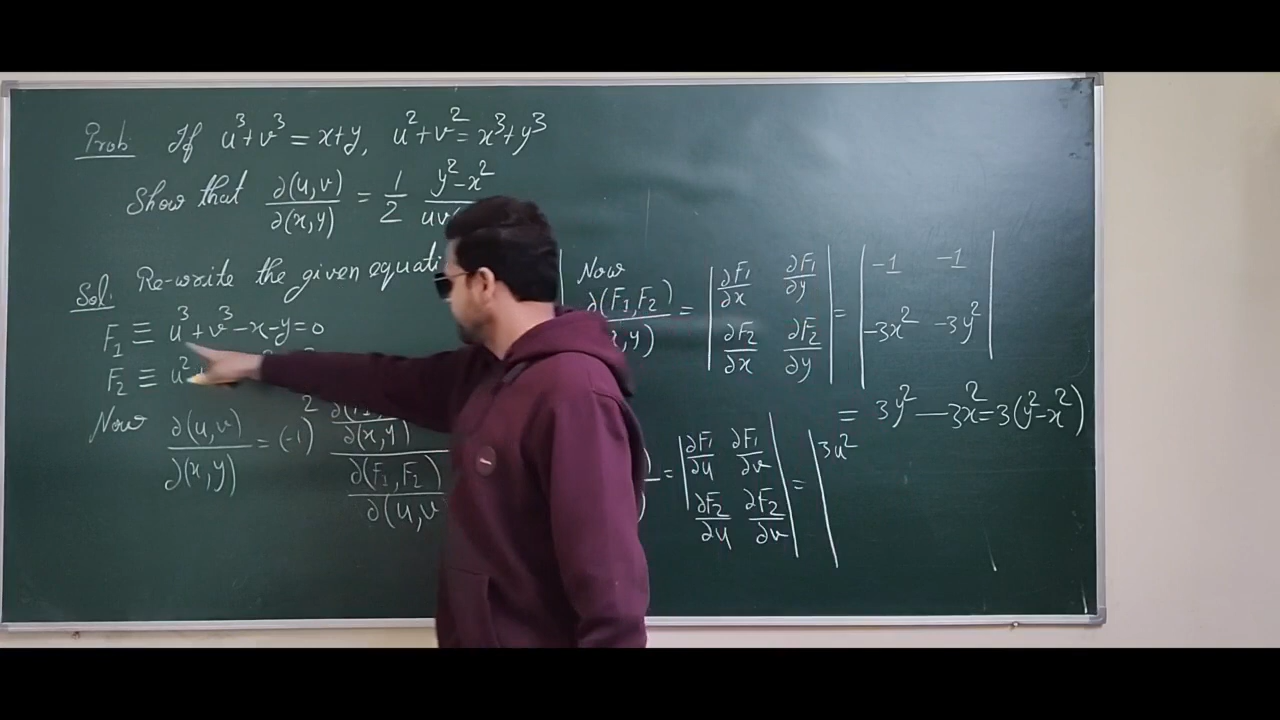 Prob: If u³+v³ = x+y, u²+v² = x³+y³
Show that ∂(u,v)/∂(x,y) = 1/2 (y²-x²)/uv
Sol: Re-write the given equati
F₁ ≡ u³+v³-x-y=0
F₂ ≡ u²
Now ∂(u,v)/∂(x,y) = (-1)² ∂(F₁,/∂(x,y) / ∂(F₁,F₂)/∂(u,v
Now
∂(F₁,F₂)/x,y) = | ∂F₁/∂x ∂F₁/∂y | = | -1 -1 |
| ∂F₂/∂x ∂F₂/∂y | | -3x² -3y² |
= 3y² - 3x² = 3(y²-x²)
= | ∂F₁/∂u ∂F₁/∂v | = | 3u²
| ∂F₂/∂u ∂F₂/∂v |